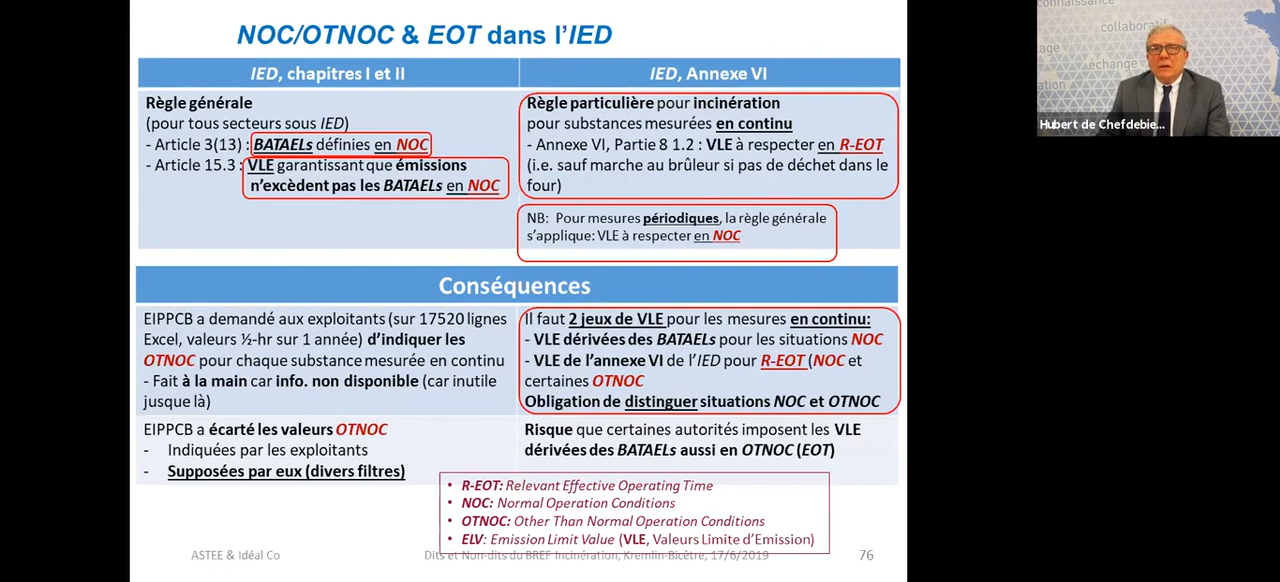 NOC/OTNOC & EOT dans l'IED
IED, chapitres I et II
IED, Annexe VI
Règle générale
(pour tous secteurs sous IED)
- Article 3(13) : BATAELs définies en NOC
- Article 15.3 : VLE garantissant que émissions
n'excèdent pas les BATAELs en NOC
Règle particulière pour incinération
pour substances mesurées en continu
- Annexe VI, Partie 8 1.2 : VLE à respecter en R-EOT
(i.e. sauf marche au brûleur si pas de déchet dans le
four)
NB: Pour mesures périodiques, la règle générale
s'applique: VLE à respecter en NOC
Conséquences
EIPPCB a demandé aux exploitants (sur 17520 lignes
Excel, valeurs ½-hr sur 1 année) d'indiquer les
OTNOC pour chaque substance mesurée en continu
- Fait à la main car info. non disponible (car inutile
jusque là)
Il faut 2 jeux de VLE pour les mesures en continu:
- VLE dérivées des BATAELs pour les situations NOC
- VLE de l'annexe VI de l'IED pour R-EOT (NOC et
certaines OTNOC
Obligation de distinguer situations NOC et OTNOC
EIPPCB a écarté les valeurs OTNOC
- Indiquées par les exploitants
- Supposées par eux (divers filtres)
Risque que certaines autorités imposent les VLE
dérivées des BATAELs aussi en OTNOC (EOT)
• R-EOT: Relevant Effective Operating Time
• NOC: Normal Operation Conditions
• OTNOC: Other Than Normal Operation Conditions
• ELV: Emission Limit Value (VLE, Valeurs Limite d'Emission)
ASTEE & Idéal Co
Dits et Non-dits du BREF Incinération, Kremlin-Bicêtre, 17/6/2019
76
connaissance
collaboratif
échange
Hubert de Chefdebie...